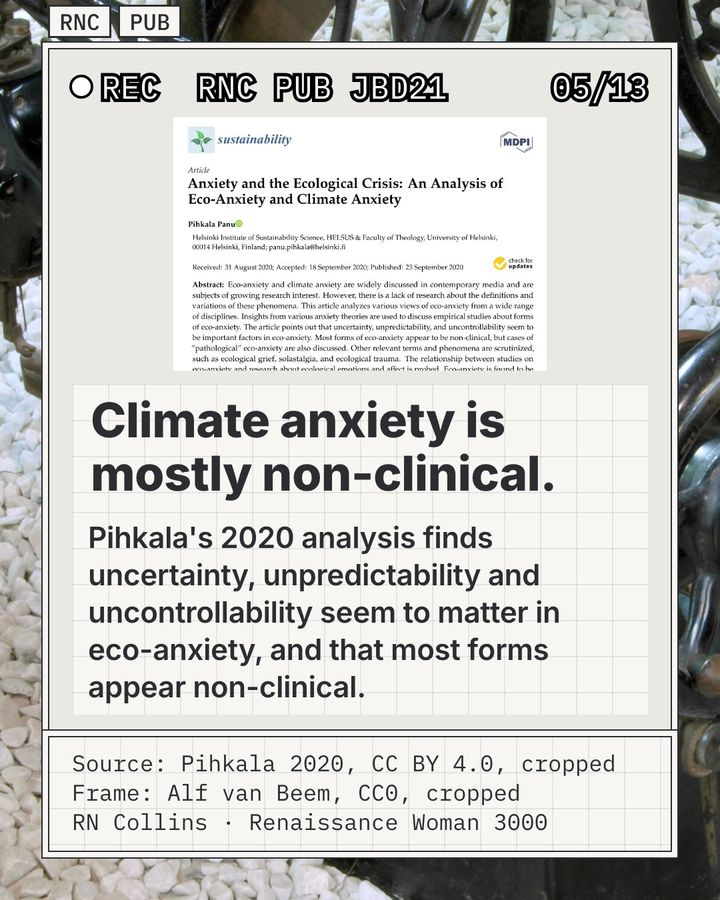 RNC PUB
REC RNC PUB JBD21 05/13
sustainability MDPI
Article
Anxiety and the Ecological Crisis: An Analysis of
Eco-Anxiety and Climate Anxiety
Pihkala Panu
Helsinki Institute of Sustainability Science, HELSUS & Faculty of Theology, University of Helsinki,
00014 Helsinki, Finland; panu.pihkala@helsinki.fi
check for
updates
Received: 31 August 2020; Accepted: 18 September 2020; Published: 23 September 2020
Abstract: Eco-anxiety and climate anxiety are widely discussed in contemporary media and are
subjects of growing research interest. However, there is a lack of research about the definitions and
variations of these phenomena. This article analyzes various views of eco-anxiety from a wide range
of disciplines. Insights from various anxiety theories are used to discuss empirical studies about forms
of eco-anxiety. The article points out that uncertainty, unpredictability, and uncontrollability seem to
be important factors in eco-anxiety. Most forms of eco-anxiety appear to be non-clinical, but cases of
"pathological" eco-anxiety are also discussed. Other relevant terms and phenomena are scrutinized,
such as ecological grief, solastalgia, and ecological trauma. The relationship between studies on
eco-anxiety and research about ecological emotions and affect is probed. Eco-anxiety is found to be
Climate anxiety is
mostly non-clinical.
Pihkala's 2020 analysis finds
uncertainty, unpredictability and
uncontrollability seem to matter in
eco-anxiety, and that most forms
appear non-clinical.
Source: Pihkala 2020, CC BY 4.0, cropped
Frame: Alf van Beem, CC0, cropped
RN Collins · Renaissance Woman 3000